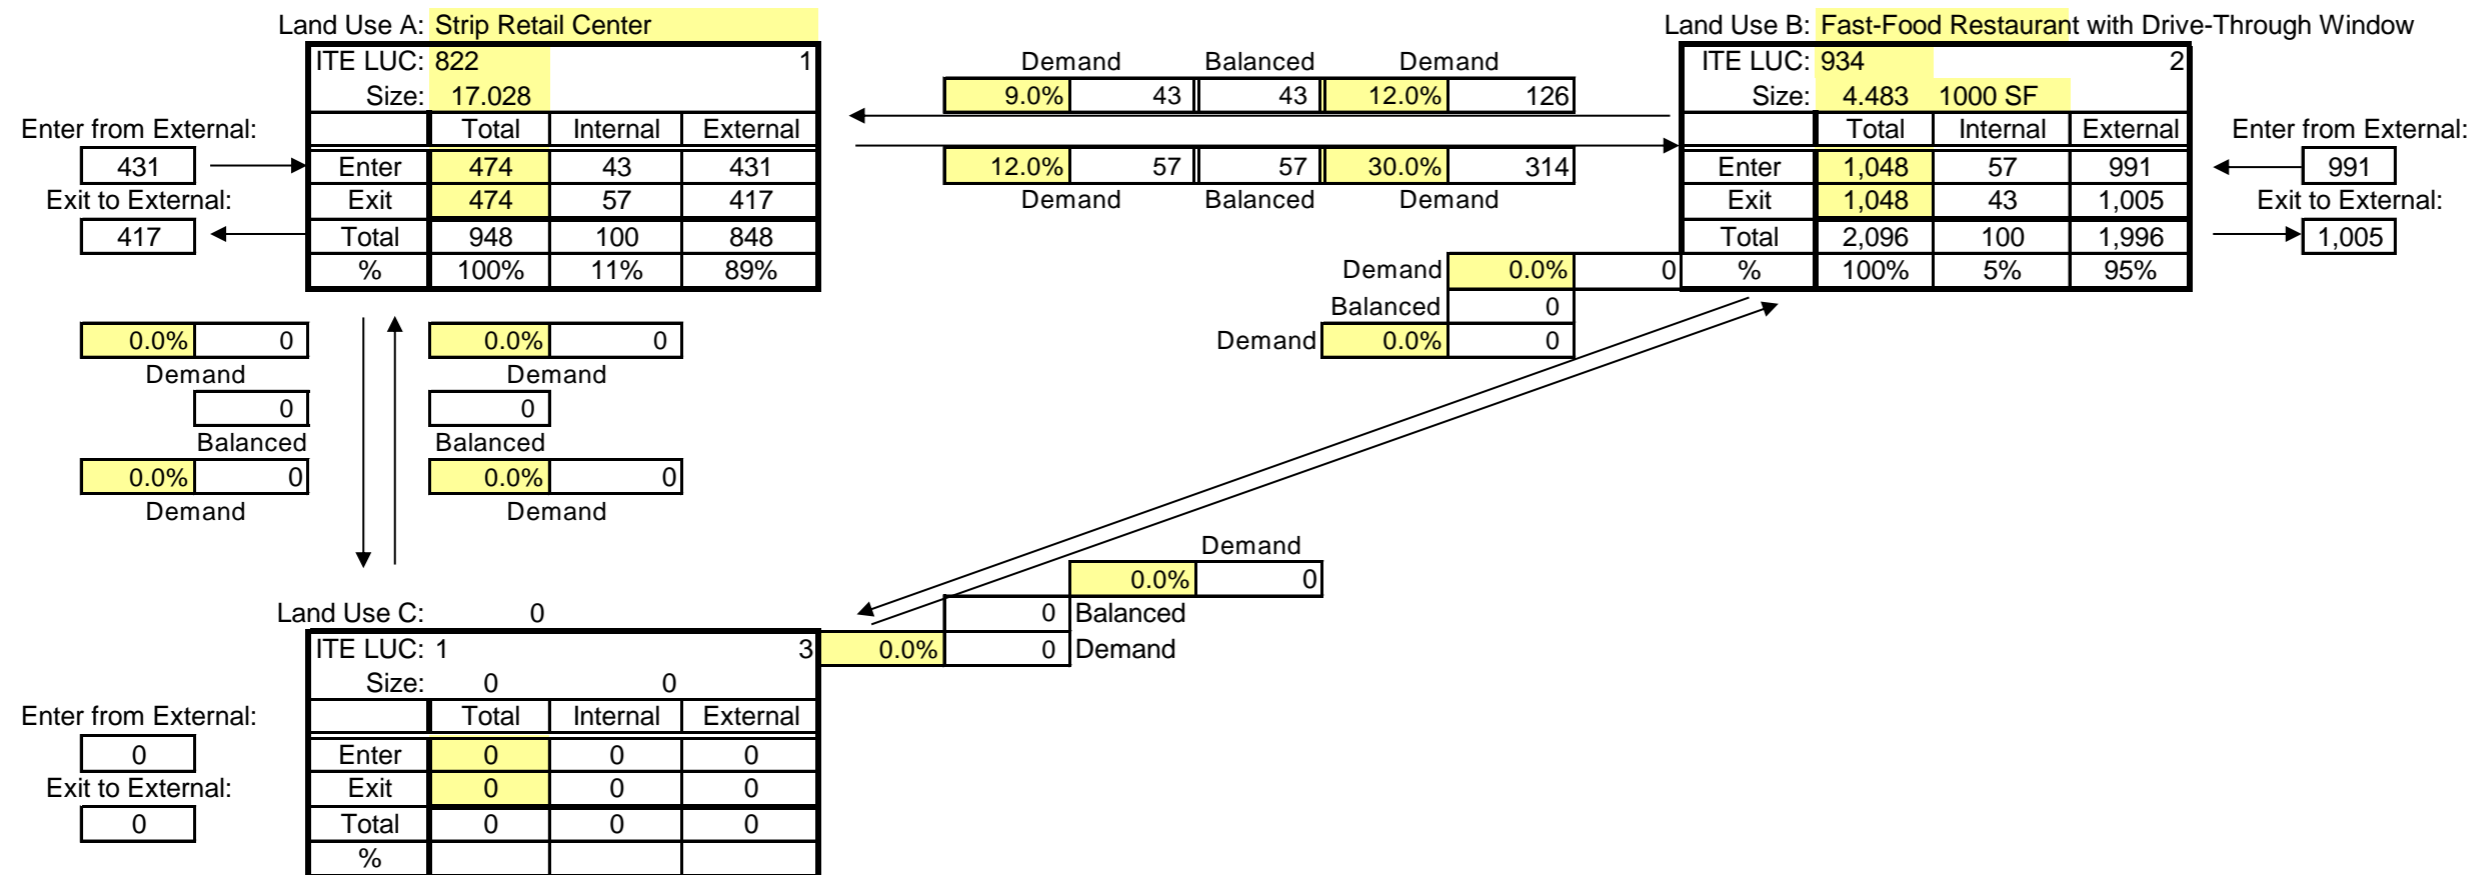 Land Use A: Strip Retail Center Land Use B: Fast-Food Restaurant with Drive-Through Window
ITE LUC: 822 1 Demand Balanced Demand ITE LUC: 934 2
Size: 17.028 9.0% 43 43 12.0% 126 Size: 4.483 1000 SF
Enter from External: Total Internal External Total Internal External Enter from External:
431 Enter 474 43 431 12.0% 57 57 30.0% 314 Enter 1,048 57 991 991
Exit to External: Exit 474 57 417 Demand Balanced Demand Exit 1,048 43 1,005 Exit to External:
417 Total 948 100 848 Total 2,096 100 1,996 1,005
% 100% 11% 89% Demand 0.0% 0 % 100% 5% 95%
Balanced 0
0.0% 0 0.0% 0 Demand 0.0% 0
Demand Demand
0 0
Balanced Balanced
0.0% 0 0.0% 0
Demand Demand
Demand
0.0% 0
Land Use C: 0 0 Balanced
ITE LUC: 1 3 0.0% 0 Demand
Size: 0 0
Enter from External: Total Internal External
0 Enter 0 0 0
Exit to External: Exit 0 0 0
0 Total 0 0 0
%